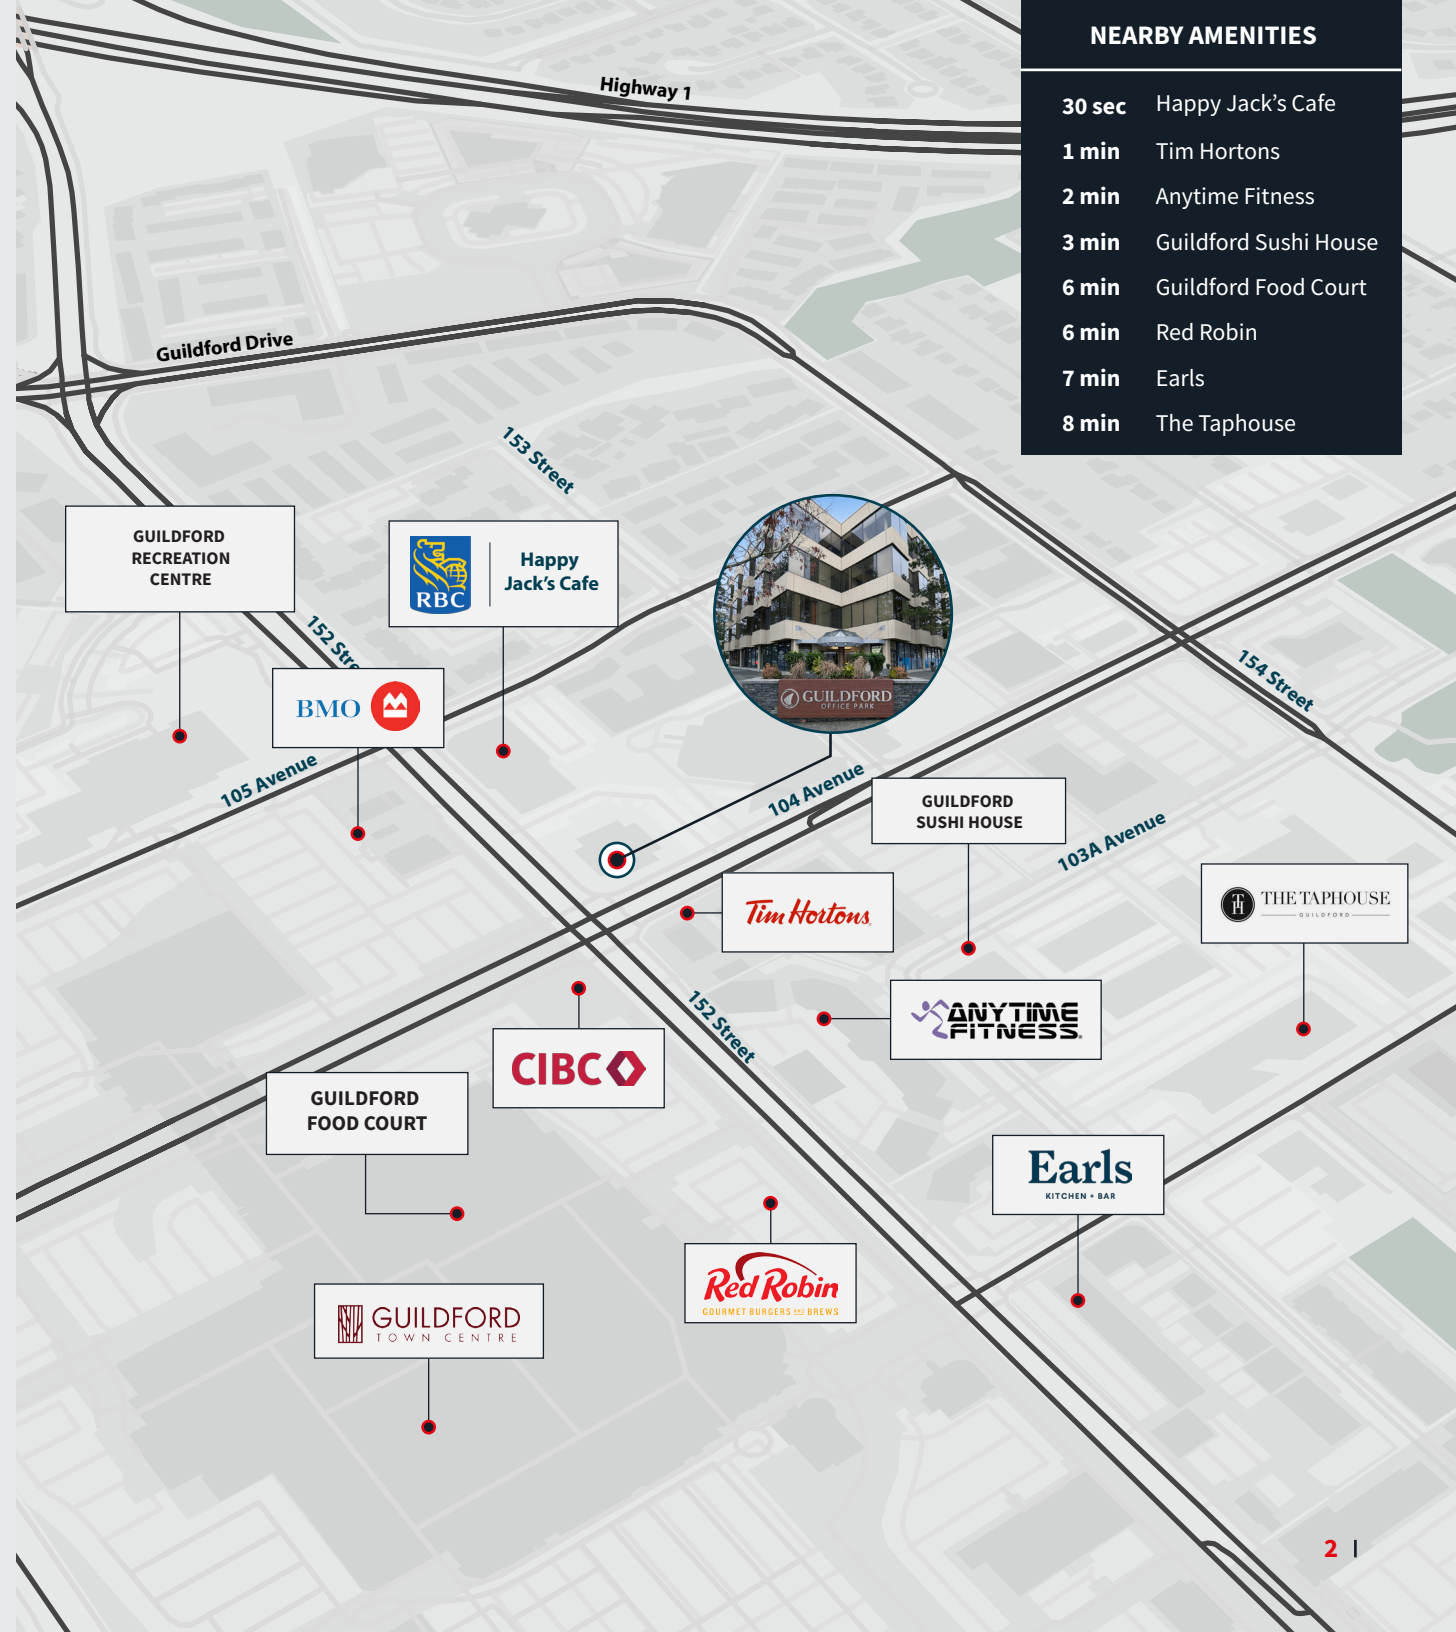 NEARBY AMENITIES
30 sec Happy Jack's Cafe
1 min Tim Hortons
2 min Anytime Fitness
3 min Guildford Sushi House
6 min Guildford Food Court
6 min Red Robin
7 min Earls
8 min The Taphouse
Highway 1
Guildford Drive
153 Street
GUILDFORD
RECREATION
CENTRE
RBC
Happy
Jack's Cafe
152 Stre
BMO
GUILDFORD
OFFICE PARK
154 Street
105 Avenue
104 Avenue
GUILDFORD
SUSHI HOUSE
103A Avenue
Tim Hortons
TH THE TAPHOUSE
GUILDFORD
ANYTIME
FITNESS
152 Street
CIBC
GUILDFORD
FOOD COURT
Earls
KITCHEN + BAR
Red Robin
GOURMET BURGERS AND BREWS
GUILDFORD
TOWN CENTRE
2 |